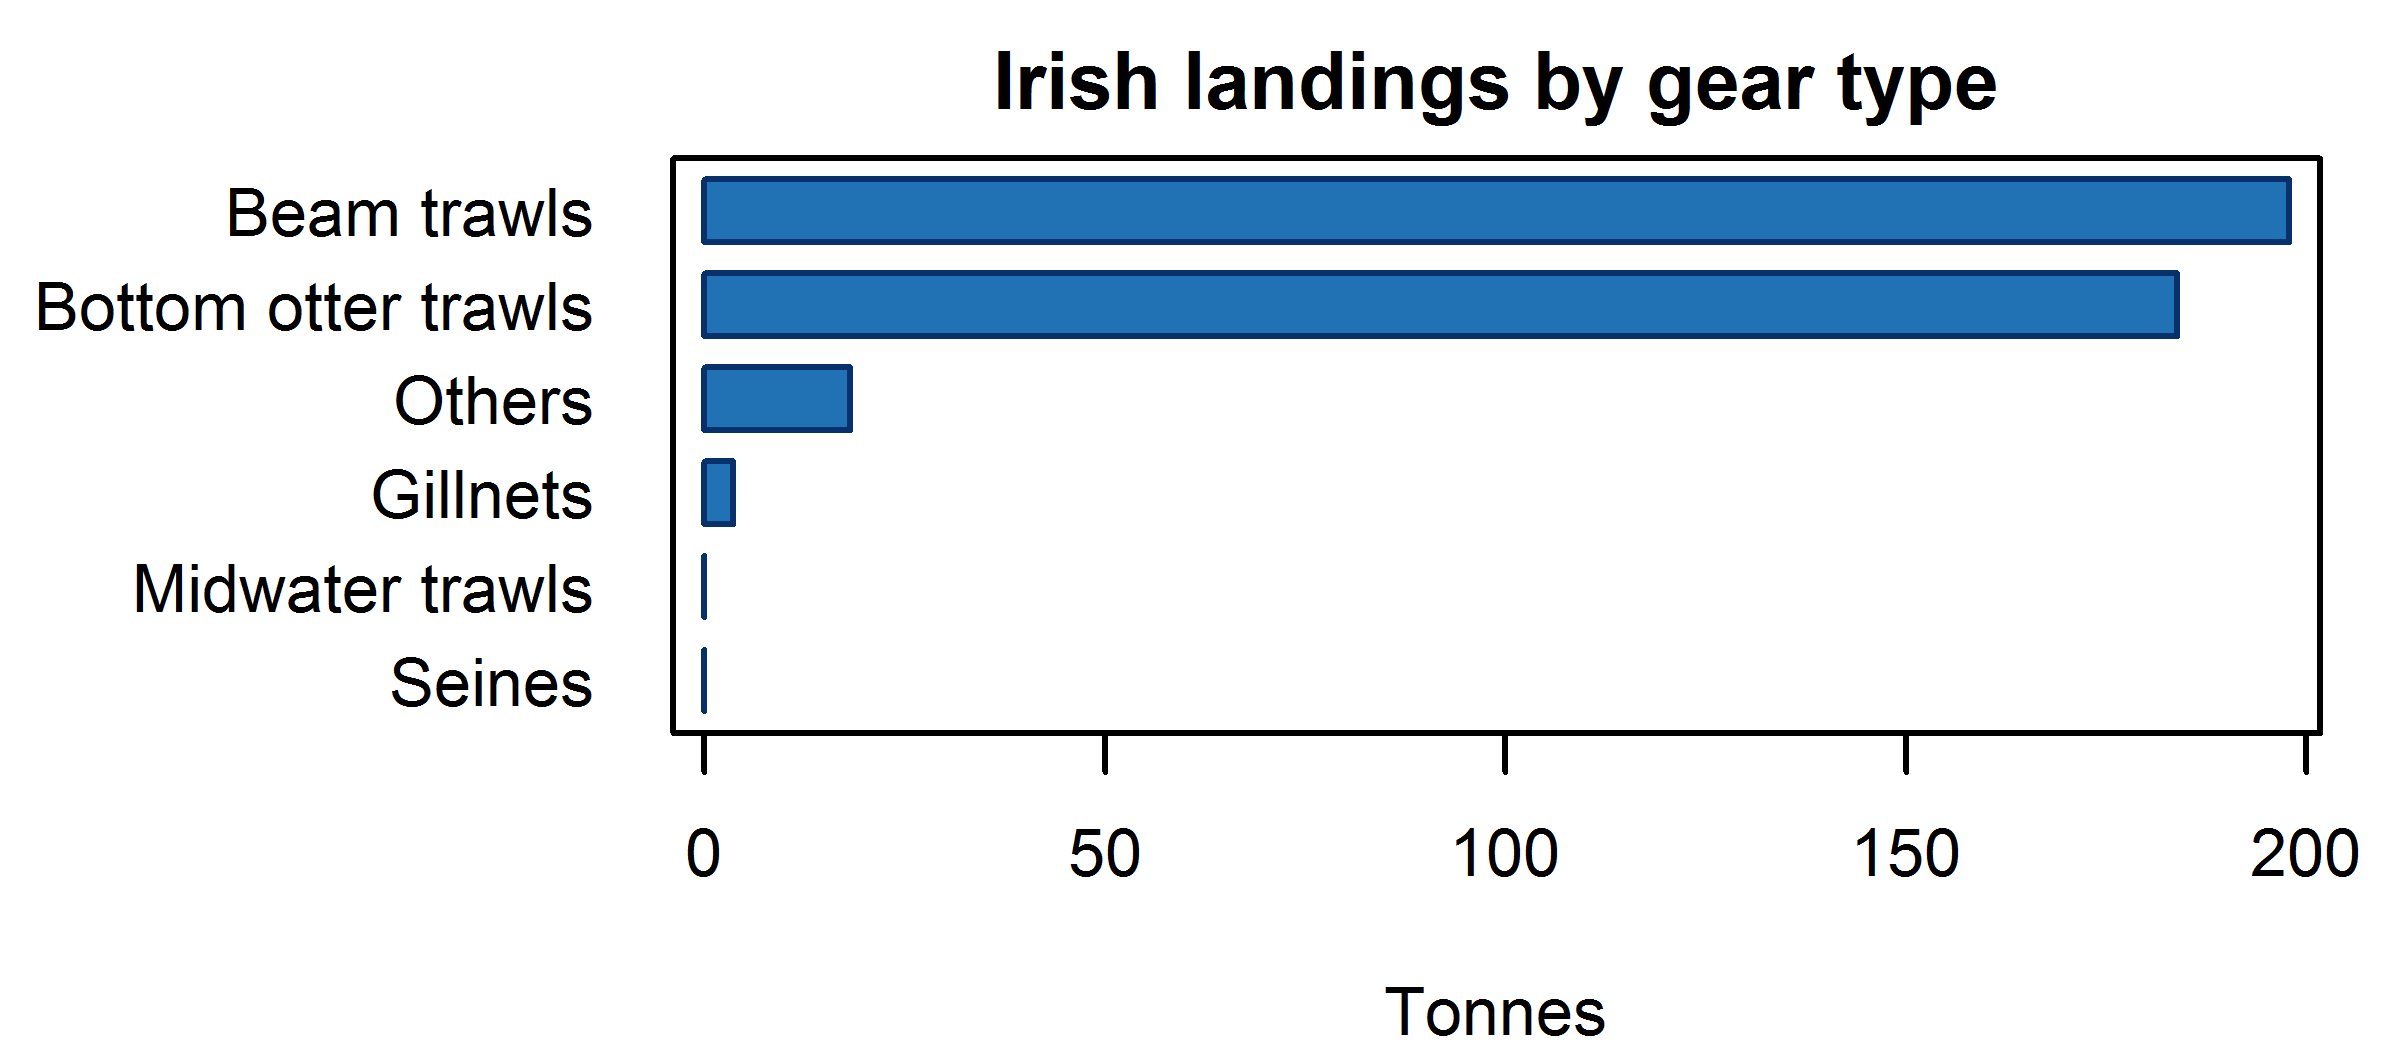 Irish landings by gear type
Beam trawls
Bottom otter trawls
Others
Gillnets
Midwater trawls
Seines
0 50 100 150 200
Tonnes